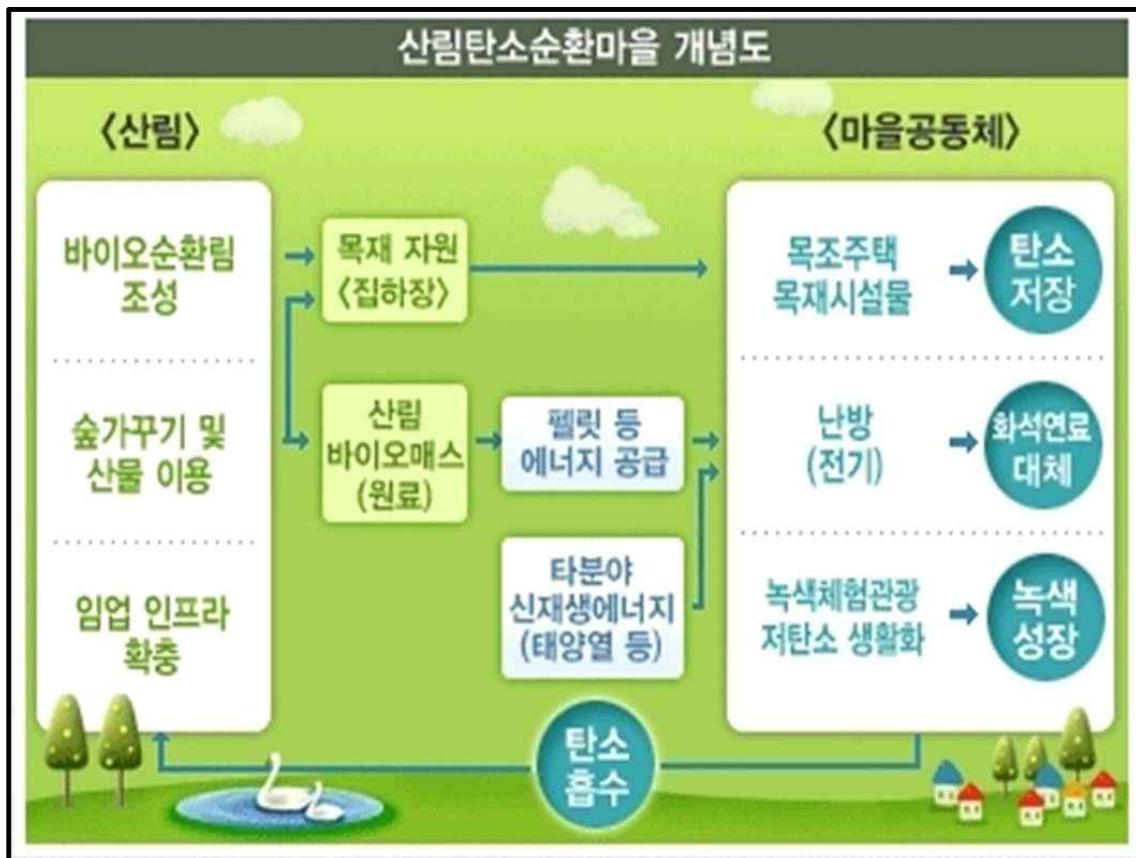 산림탄소순환마을 개념도
〈산림〉
바이오순환림
조성
숲가꾸기 및
산물 이용
임업 인프라
확충
목재 자원
〈집하장〉
산림
바이오매스
(원료)
펠릿 등
에너지 공급
타분야
신재생에너지
(태양열 등)
〈마을공동체〉
목조주택
목재시설물
탄소
저장
난방
(전기)
화석연료
대체
녹색체험관광
저탄소 생활화
녹색
성장
탄소
흡수